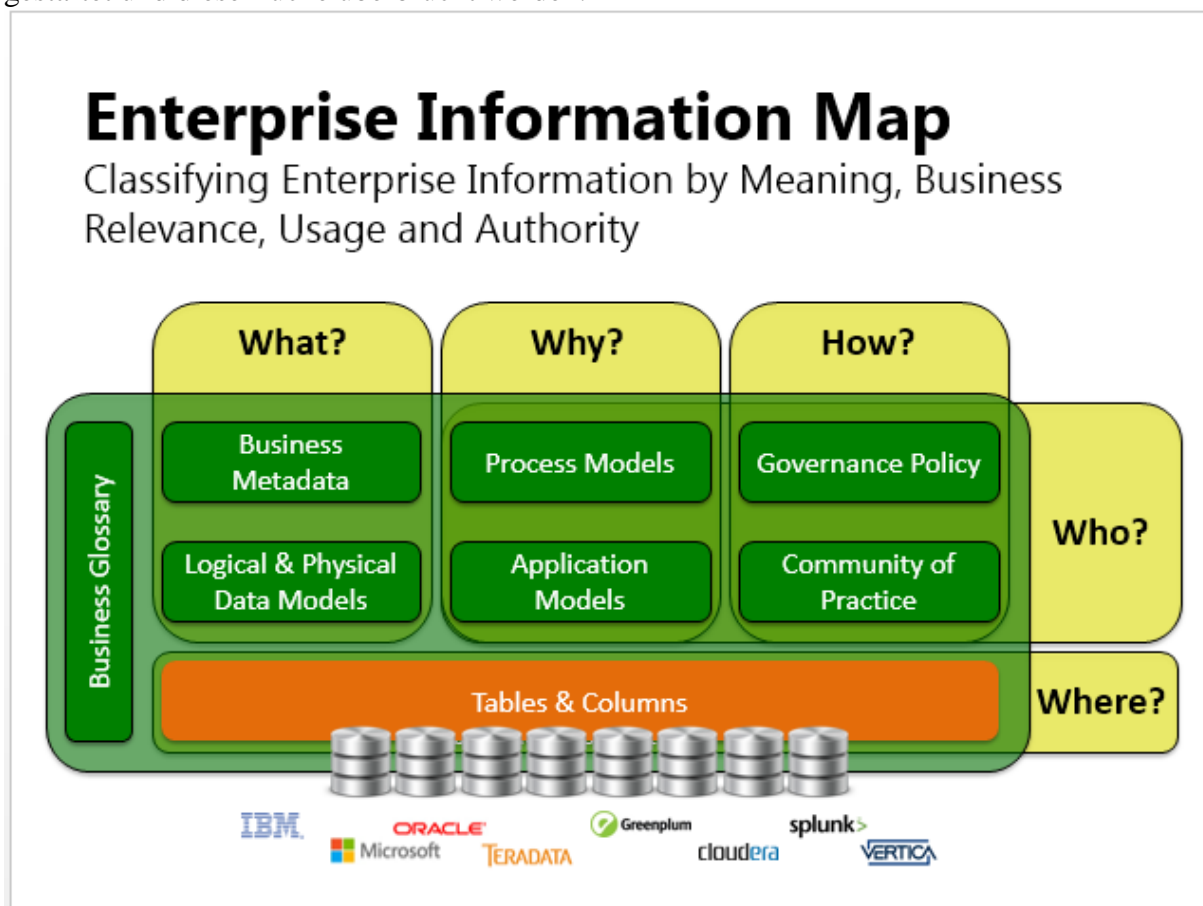 Enterprise Information Map
Classifying Enterprise Information by Meaning, Business
Relevance, Usage and Authority
What?
Why?
How?
Business Glossary
Business
Metadata
Process Models
Governance Policy
Who?
Logical & Physical
Data Models
Application
Models
Community of
Practice
Tables & Columns
Where?
IBM
ORACLE
Greenplum
splunk>
Microsoft
TERADATA
cloudera
VERTICA